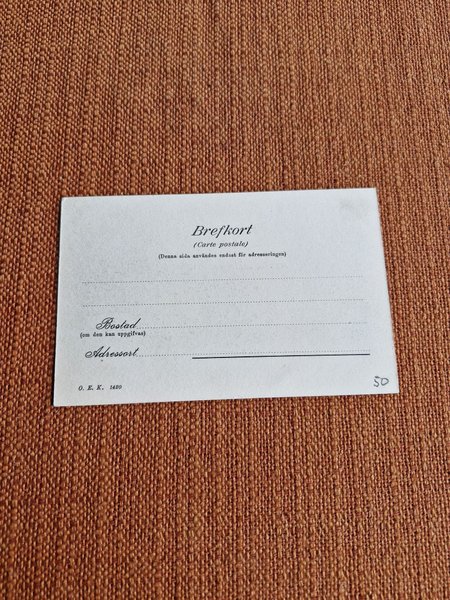 Brefkort
(Carte postale)
(Denna sida användes endast för adresseringen)
Bostad
(om den kan uppgifvas)
Adressort
O. E. K. 1420
50